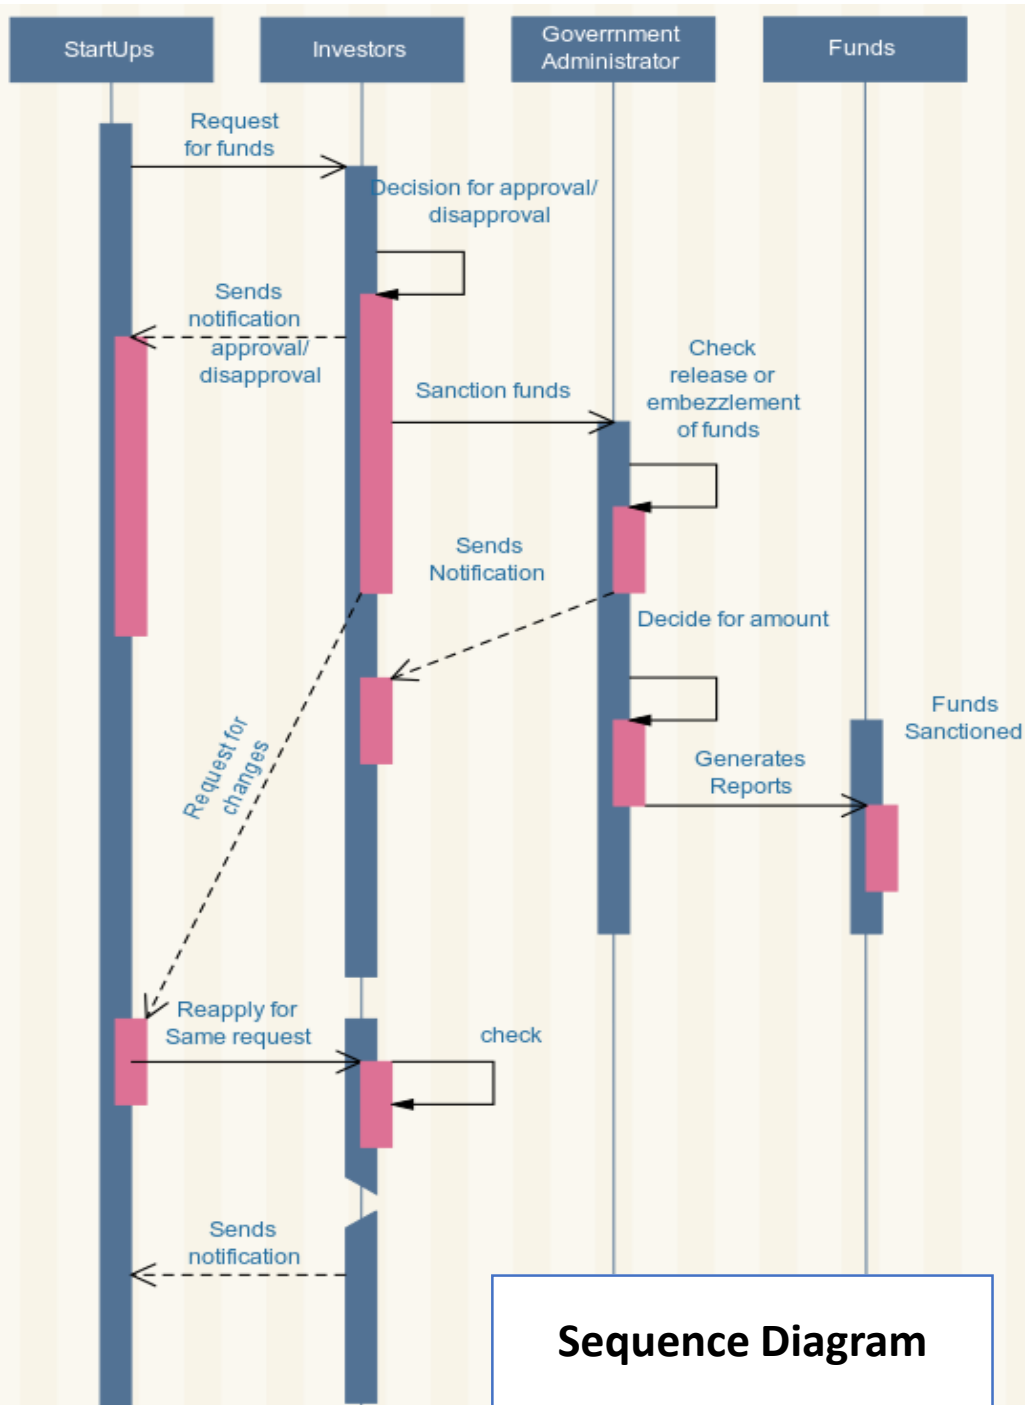 StartUps
Investors
Goverrnment
Administrator
Funds
Request
for funds
Decision for approval/
disapproval
Sends
notification
approval/
disapproval
Check
release or
embezzlement
of funds
Sanction funds
Sends
Notification
Decide for amount
Funds
Sanctioned
Request for
changes
Generates
Reports
Reapply for
Same request
check
Sends
notification
Sequence Diagram